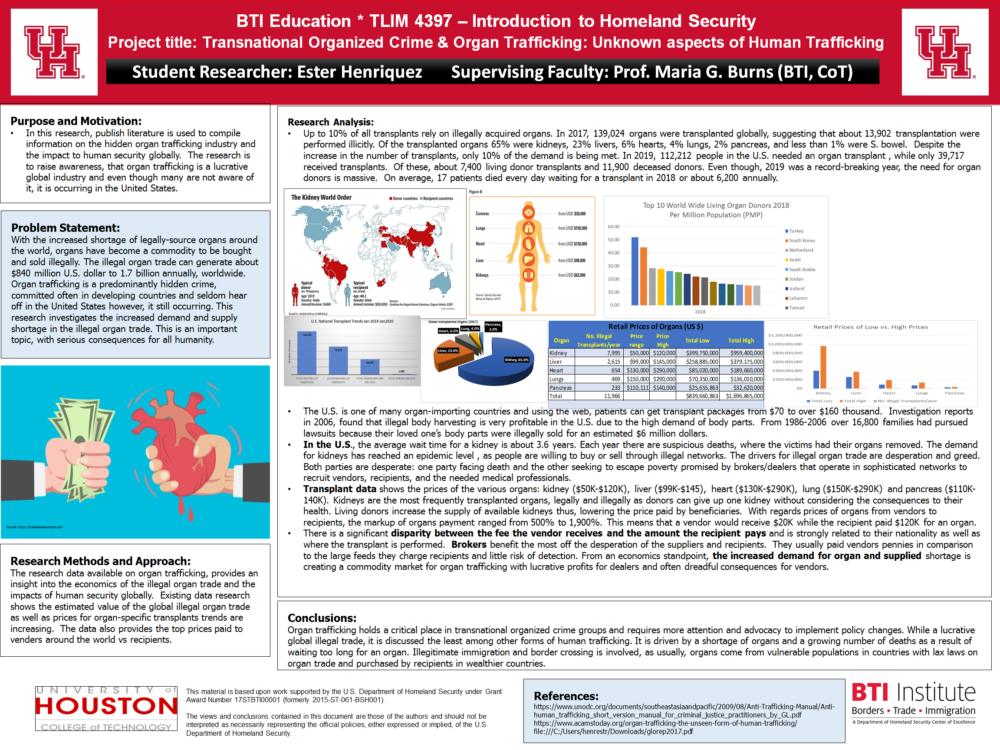 BTI Education * TLIM 4397 – Introduction to Homeland Security
Project title: Transnational Organized Crime & Organ Trafficking: Unknown aspects of Human Trafficking
Student Researcher: Ester Henriquez Supervising Faculty: Prof. Maria G. Burns (BTI, CoT)
UH®
UH®
Purpose and Motivation:
• In this research, publish literature is used to compile
information on the hidden organ trafficking industry and
the impact to human security globally. The research is
to raise awareness, that organ trafficking is a lucrative
global industry and even though many are not aware of
it, it is occurring in the United States.
Problem Statement:
With the increased shortage of legally-source organs around
the world, organs have become a commodity to be bought
and sold illegally. The illegal organ trade can generate about
$840 million U.S. dollar to 1.7 billion annually, worldwide.
Organ trafficking is a predominantly hidden crime,
committed often in developing countries and seldom hear
off in the United States however, it still occurring. This
research investigates the increased demand and supply
shortage in the illegal organ trade. This is an important
topic, with serious consequences for all humanity.
Source: https://theleaderassumpta.com
Research Methods and Approach:
The research data available on organ trafficking, provides an
insight into the economics of the illegal organ trade and the
impacts of human security globally. Existing data research
shows the estimated value of the global illegal organ trade
as well as prices for organ-specific transplants trends are
increasing. The data also provides the top prices paid to
venders around the world vs recipients.
Research Analysis:
• Up to 10% of all transplants rely on illegally acquired organs. In 2017, 139,024 organs were transplanted globally, suggesting that about 13,902 transplantation were
performed illicitly. Of the transplanted organs 65% were kidneys, 23% livers, 6% hearts, 4% lungs, 2% pancreas, and less than 1% were S. bowel. Despite the
increase in the number of transplants, only 10% of the demand is being met. In 2019, 112,212 people in the U.S. needed an organ transplant , while only 39,717
received transplants. Of these, about 7,400 living donor transplants and 11,900 deceased donors. Even though, 2019 was a record-breaking year, the need for organ
donors is massive. On average, 17 patients died every day waiting for a transplant in 2018 or about 6,200 annually.
The Kidney World Order
Donor countries Recipient countries
DER SPIEGEL
Typical donor (ex. Philippines)
Age: 28.9
Gender: Male
Annual income: $480
Typical recipient (ex. Israel)
Age: 48.1
Gender: Male
Annual income: $53,000
Source:
Coalition for Organ Failure Solutions, Organs Watch, ESOT
DER SPIEGEL
Graphic: Global kidney trafficking.
Figure B
Corneas from USD $30,000
Lungs from USD $150,000
Heart from USD $130,000
Liver from USD $98,000
Kidneys from USD $62,000
Source: Bloody Harvest
Matas & Kilgour (2007)
Top 10 World Wide Living Organ Donors 2018
Per Million Population (PMP)
60.00
50.00
40.00
30.00
20.00
10.00
0.00
2018
Turkey
South Korea
Netherland
Israel
Saudi Arabia
Jordan
Iceland
Lebanon
Taiwan
U.S. National Transplant Trends Jan-2019-Jan2020
Number of people
112,133
72,613
39,797
1,682
TOTAL WAITING LIST CANDIDATES
ACTIVE WAITING LIST CANDIDATES
TOTAL TRANSPLANTS JAN-DEC 2019
TOTAL DONORS JAN 2019
Global transplanted Organs (2017)
Heart, 6.0%
Lung, 4.0%
Pancreas, 2.0%
Liver, 23.0%
Kidney, 65.0%
Retail Prices of Organs (US $)
Organ No. Illegal Transplants/year Price range Price High Total Low Total High
Kidney 7,995 $50,000 $120,000 $399,750,000 $959,400,000
Liver 2,615 $99,000 $145,000 $258,885,000 $379,175,000
Heart 654 $130,000 $290,000 $85,020,000 $189,660,000
Lungs 469 $150,000 $290,000 $70,350,000 $136,010,000
Pancreas 233 $110,111 $140,000 $25,655,863 $32,620,000
Total 11,966 $839,660,863 $1,696,865,000
Retail Prices of Low vs. High Prices
$1,200,000,000
$1,000,000,000
$800,000,000
$600,000,000
$400,000,000
$200,000,000
$0
Kidney Liver Heart Lungs Pancreas
Total Low Total High No. Illegal Transplants/year
• The U.S. is one of many organ-importing countries and using the web, patients can get transplant packages from $70 to over $160 thousand. Investigation reports
in 2006, found that illegal body harvesting is very profitable in the U.S. due to the high demand of body parts. From 1986-2006 over 16,800 families had pursued
lawsuits because their loved one’s body parts were illegally sold for an estimated $6 million dollars.
• In the U.S., the average wait time for a kidney is about 3.6 years. Each year there are suspicious deaths, where the victims had their organs removed. The demand
for kidneys has reached an epidemic level , as people are willing to buy or sell through illegal networks. The drivers for illegal organ trade are desperation and greed.
Both parties are desperate: one party facing death and the other seeking to escape poverty promised by brokers/dealers that operate in sophisticated networks to
recruit vendors, recipients, and the needed medical professionals.
• Transplant data shows the prices of the various organs: kidney ($50K-$120K), liver ($99K-$145), heart ($130K-$290K), lung ($150K-$290K) and pancreas ($110K-
140K). Kidneys are the most frequently transplanted organs, legally and illegally as donors can give up one kidney without considering the consequences to their
health. Living donors increase the supply of available kidneys thus, lowering the price paid by beneficiaries. With regards prices of organs from vendors to
recipients, the markup of organs payment ranged from 500% to 1,900%. This means that a vendor would receive $20K while the recipient paid $120K for an organ.
• There is a significant disparity between the fee the vendor receives and the amount the recipient pays and is strongly related to their nationality as well as
where the transplant is performed. Brokers benefit the most off the desperation of the suppliers and recipients. They usually paid vendors pennies in comparison
to the large feeds they charge recipients and little risk of detection. From an economics standpoint, the increased demand for organ and supplied shortage is
creating a commodity market for organ trafficking with lucrative profits for dealers and often dreadful consequences for vendors.
Conclusions:
Organ trafficking holds a critical place in transnational organized crime groups and requires more attention and advocacy to implement policy changes. While a lucrative
global illegal trade, it is discussed the least among other forms of human trafficking. It is driven by a shortage of organs and a growing number of deaths as a result of
waiting too long for an organ. Illegitimate immigration and border crossing is involved, as usually, organs come from vulnerable populations in countries with lax laws on
organ trade and purchased by recipients in wealthier countries.
UNIVERSITY of
HOUSTON
COLLEGE of TECHNOLOGY
This material is based upon work supported by the U.S. Department of Homeland Security under Grant
Award Number 17STBTI00001 (formerly 2015-ST-061-BSH001).
The views and conclusions contained in this document are those of the authors and should not be
interpreted as necessarily representing the official policies, either expressed or implied, of the U.S.
Department of Homeland Security.
References:
https://www.unodc.org/documents/southeastasiaandpacific/2009/08/Anti-Trafficking-Manual/Anti-
human_trafficking_short_version_manual_for_criminal_justice_practitioners_by_GL.pdf
https://www.acamstoday.org/organ-trafficking-the-unseen-form-of-human-trafficking/
file:///C:/Users/henrestr/Downloads/glorep2017.pdf
BTI Institute
Borders • Trade • Immigration
A Department of Homeland Security Center of Excellence